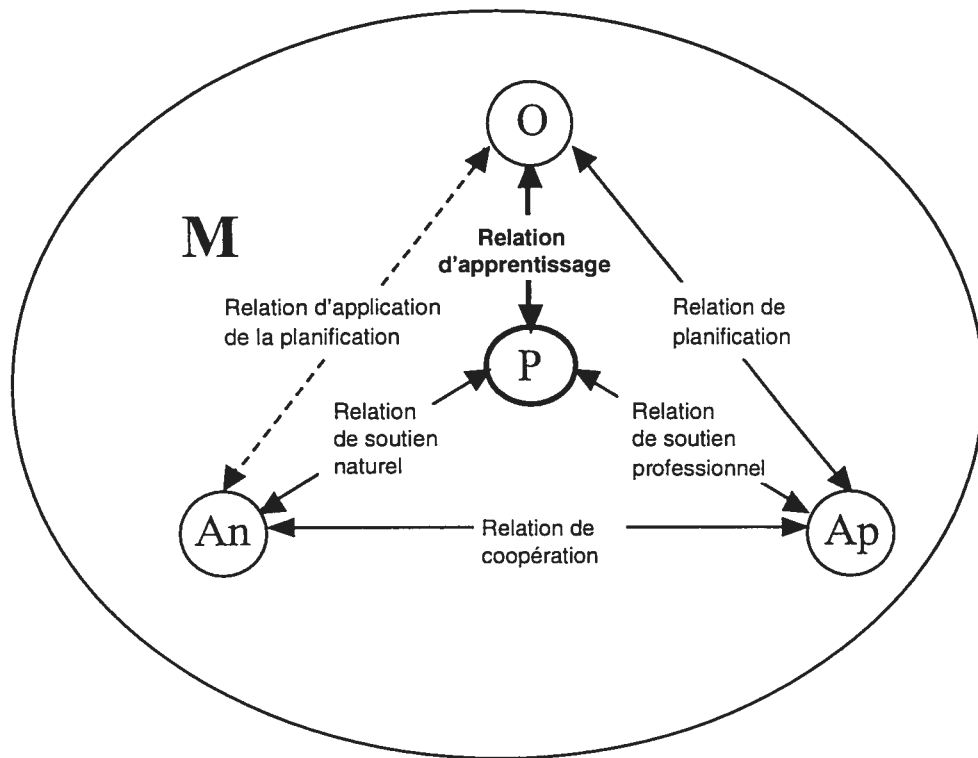 O
M
Relation
d'apprentissage
Relation d'application
de la planification
Relation de
planification
P
Relation
de soutien
naturel
Relation
de soutien
professionnel
An
Ap
Relation de
coopération